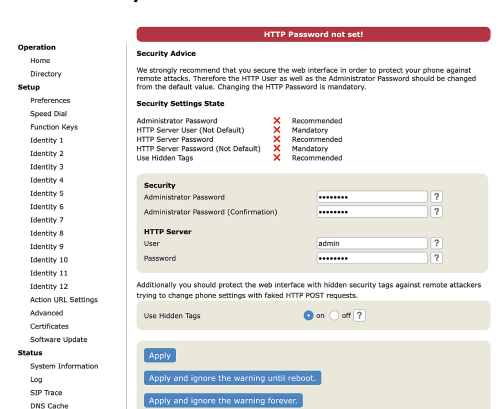 HTTP Password not set!
Operation
Home
Directory
Setup
Preferences
Speed Dial
Function Keys
Identity 1
Identity 2
Identity 3
Identity 4
Identity 5
Identity 6
Identity 7
Identity 8
Identity 9
Identity 10
Identity 11
Identity 12
Action URL Settings
Advanced
Certificates
Software Update
Status
System Information
Log
SIP Trace
DNS Cache
Security Advice
We strongly recommend that you secure the web interface in order to protect your phone against
remote attacks. Therefore the HTTP User as well as the Administrator Password should be changed
from the default value. Changing the HTTP Password is mandatory.
Security Settings State
Administrator Password Recommended
HTTP Server User (Not Default) Mandatory
HTTP Server Password Recommended
HTTP Server Password (Not Default) Mandatory
Use Hidden Tags Recommended
Security
Administrator Password •••••••• ?
Administrator Password (Confirmation) •••••••• ?
HTTP Server
User admin ?
Password •••••••• ?
Additionally you should protect the web interface with hidden security tags against remote attackers
trying to change phone settings with faked HTTP POST requests.
Use Hidden Tags on off ?
Apply
Apply and ignore the warning until reboot.
Apply and ignore the warning forever.